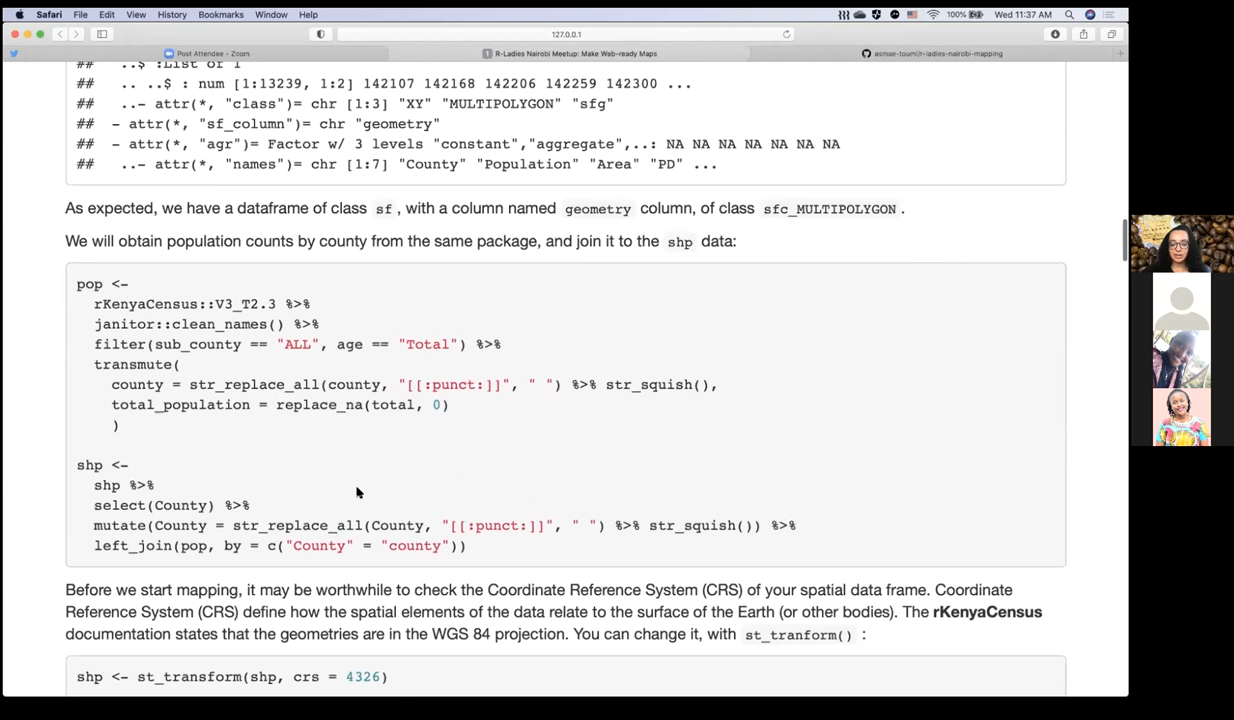 Safari File Edit View History Bookmarks Window Help 100% Wed 11:37 AM
127.0.0.1
Post Attendee - Zoom 1 R-Ladies Nairobi Meetup: Make Web-ready Maps asmae-toumi/r-ladies-nairobi-mapping
## ..$ :List of 1
## .. ..$ : num [1:13239, 1:2] 142107 142168 142206 142259 142300 ...
## ..- attr(*, "class")= chr [1:3] "XY" "MULTIPOLYGON" "sfg"
## - attr(*, "sf_column")= chr "geometry"
## - attr(*, "agr")= Factor w/ 3 levels "constant","aggregate",..: NA NA NA NA NA NA NA
## ..- attr(*, "names")= chr [1:7] "County" "Population" "Area" "PD" ...
As expected, we have a dataframe of class sf , with a column named geometry column, of class sfc_MULTIPOLYGON .
We will obtain population counts by county from the same package, and join it to the shp data:
pop <-
rKenyaCensus::V3_T2.3 %>%
janitor::clean_names() %>%
filter(sub_county == "ALL", age == "Total") %>%
transmute(
county = str_replace_all(county, "[[:punct:]]", " ") %>% str_squish(),
total_population = replace_na(total, 0)
)
shp <-
shp %>%
select(County) %>%
mutate(County = str_replace_all(County, "[[:punct:]]", " ") %>% str_squish()) %>%
left_join(pop, by = c("County" = "county"))
Before we start mapping, it may be worthwhile to check the Coordinate Reference System (CRS) of your spatial data frame. Coordinate
Reference System (CRS) define how the spatial elements of the data relate to the surface of the Earth (or other bodies). The rKenyaCensus
documentation states that the geometries are in the WGS 84 projection. You can change it, with st_tranform() :
shp <- st_transform(shp, crs = 4326)